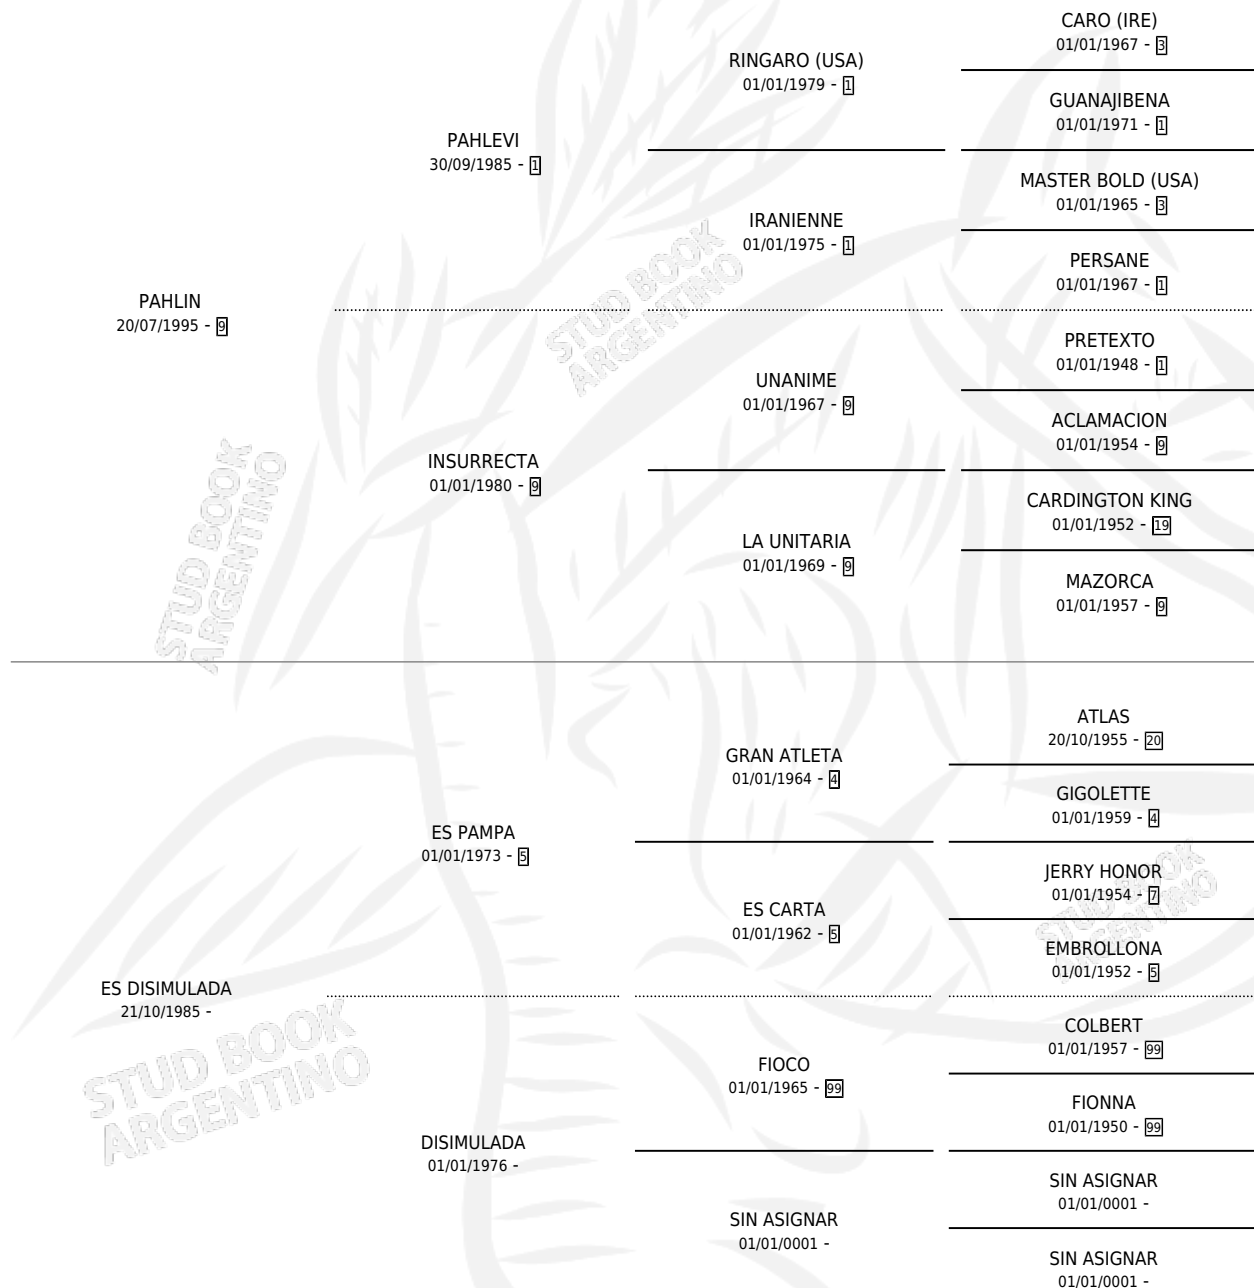 CARO (IRE)
01/01/1967 - 3
RINGARO (USA)
01/01/1979 - 1
GUANAJIBENA
01/01/1971 - 1
PAHLEVI
30/09/1985 - 1
MASTER BOLD (USA)
01/01/1965 - 3
IRANIENNE
01/01/1975 - 1
PERSANE
01/01/1967 - 1
PAHLIN
20/07/1995 - 9
PRETEXTO
01/01/1948 - 1
UNANIME
01/01/1967 - 9
ACLAMACION
01/01/1954 - 9
INSURRECTA
01/01/1980 - 9
CARDINGTON KING
01/01/1952 - 19
LA UNITARIA
01/01/1969 - 9
MAZORCA
01/01/1957 - 9
ATLAS
20/10/1955 - 20
GRAN ATLETA
01/01/1964 - 4
GIGOLETTE
01/01/1959 - 4
ES PAMPA
01/01/1973 - 5
JERRY HONOR
01/01/1954 - 7
ES CARTA
01/01/1962 - 5
EMBROLLONA
01/01/1952 - 5
ES DISIMULADA
21/10/1985 -
COLBERT
01/01/1957 - 99
FIOCO
01/01/1965 - 99
FIONNA
01/01/1950 - 99
DISIMULADA
01/01/1976 -
SIN ASIGNAR
01/01/0001 -
SIN ASIGNAR
01/01/0001 -
SIN ASIGNAR
01/01/0001 -
STUD BOOK
ARGENTINO
STUD BOOK
ARGENTINO
STUD BOOK
ARGENTINO
STUD BOOK
ARGENTINO